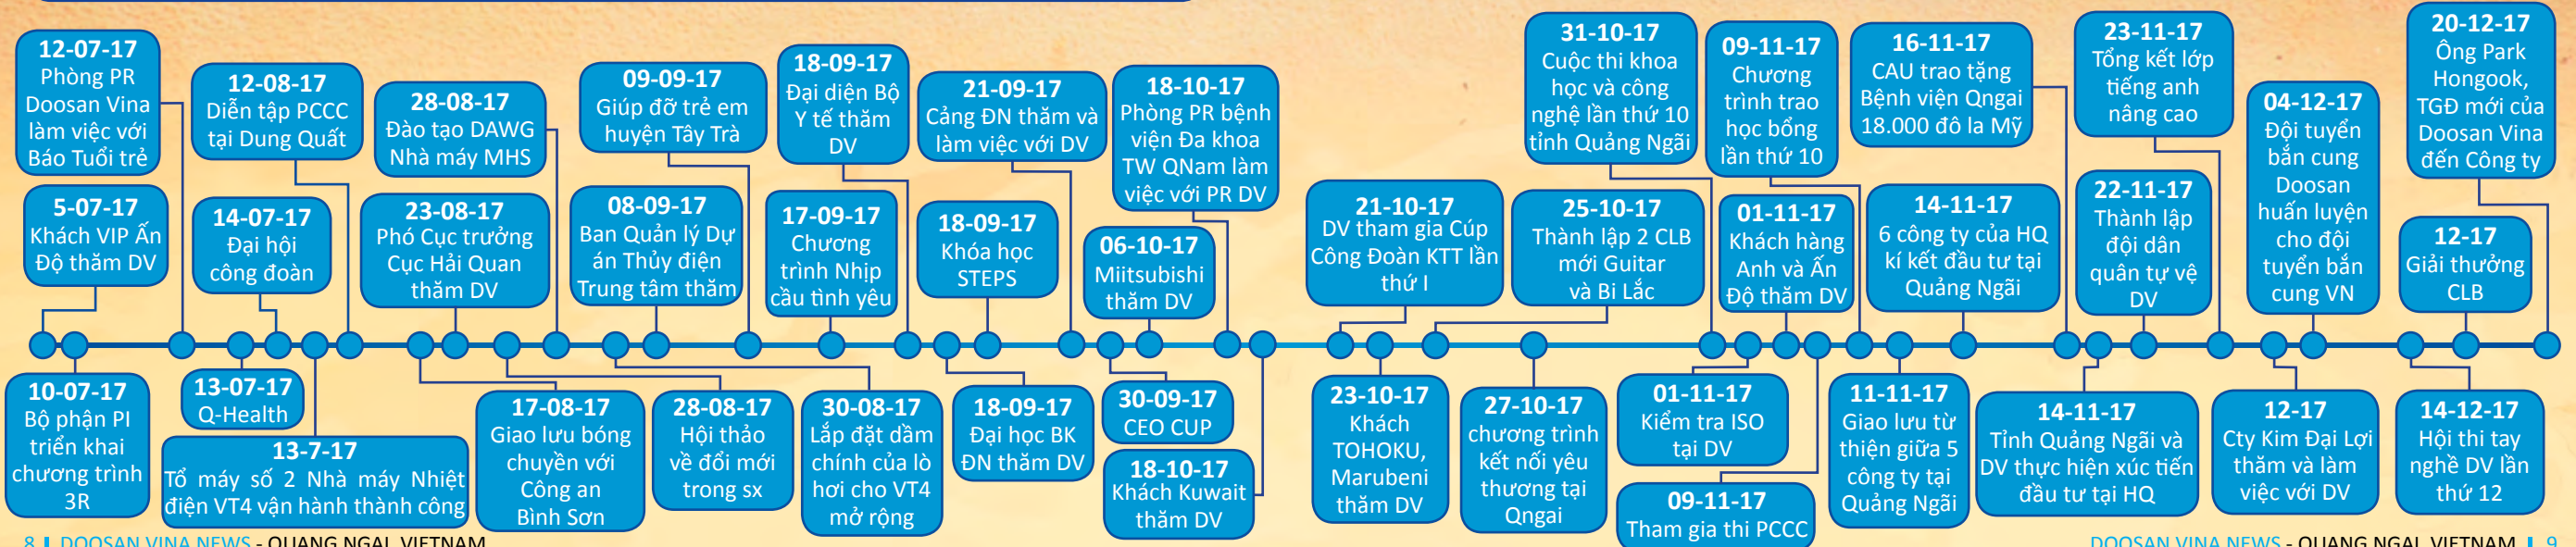 12-07-17
Phòng PR
Doosan Vina
làm việc với
Báo Tuổi trẻ
5-07-17
Khách VIP Ấn
Độ thăm DV
10-07-17
Bộ phận PI
triển khai
chương trình
3R
12-08-17
Diễn tập PCCC
tại Dung Quất
14-07-17
Đại hội
công đoàn
13-07-17
Q-Health
13-7-17
Tổ máy số 2 Nhà máy Nhiệt
điện VT4 vận hành thành công
28-08-17
Đào tạo DAWG
Nhà máy MHS
23-08-17
Phó Cục trưởng
Cục Hải Quan
thăm DV
17-08-17
Giao lưu bóng
chuyền với
Công an
Bình Sơn
09-09-17
Giúp đỡ trẻ em
huyện Tây Trà
08-09-17
Ban Quản lý Dự
án Thủy điện
Trung tâm thăm
28-08-17
Hội thảo
về đổi mới
trong sx
30-08-17
Lắp đặt dầm
chính của lò
hơi cho VT4
mở rộng
18-09-17
Đại diện Bộ
Y tế thăm
DV
17-09-17
Chương
trình Nhịp
cầu tình yêu
21-09-17
Cảng ĐN thăm và
làm việc với DV
18-09-17
Khóa học
STEPS
18-09-17
Đại học BK
ĐN thăm DV
18-10-17
Phòng PR bệnh
viện Đa khoa
TW QNam làm
việc với PR DV
06-10-17
Miitsubishi
thăm DV
30-09-17
CEO CUP
18-10-17
Khách Kuwait
thăm DV
21-10-17
DV tham gia Cúp
Công Đoàn KTT lần
thứ I
23-10-17
Khách
TOHOKU,
Marubeni
thăm DV
31-10-17
Cuộc thi khoa
học và công
nghệ lần thứ 10
tỉnh Quảng Ngãi
25-10-17
Thành lập 2 CLB
mới Guitar
và Bi Lắc
27-10-17
chương trình
kết nối yêu
thương tại
Qngai
09-11-17
Chương
trình trao
học bổng
lần thứ 10
01-11-17
Khách hàng
Anh và Ấn
Độ thăm DV
01-11-17
Kiểm tra ISO
tại DV
09-11-17
Tham gia thi PCCC
16-11-17
CAU trao tặng
Bệnh viện Qngai
18.000 đô la Mỹ
14-11-17
6 công ty của HQ
kí kết đầu tư tại
Quảng Ngãi
11-11-17
Giao lưu từ
thiện giữa 5
công ty tại
Quảng Ngãi
23-11-17
Tổng kết lớp
tiếng anh
nâng cao
22-11-17
Thành lập
đội dân
quân tự vệ
DV
14-11-17
Tỉnh Quảng Ngãi và
DV thực hiện xúc tiến
đầu tư tại HQ
04-12-17
Đội tuyển
bắn cung
Doosan
huấn luyện
cho đội
tuyển bắn
cung VN
12-17
Cty Kim Đại Lợi
thăm và làm
việc với DV
20-12-17
Ông Park
Hongook,
TGĐ mới của
Doosan Vina
đến Công ty
12-17
Giải thưởng
CLB
14-12-17
Hội thi tay
nghề DV lần
thứ 12
8 DOOSAN VINA NEWS - QUANG NGAI, VIETNAM
DOOSAN VINA NEWS - QUANG NGAI, VIETNAM 9